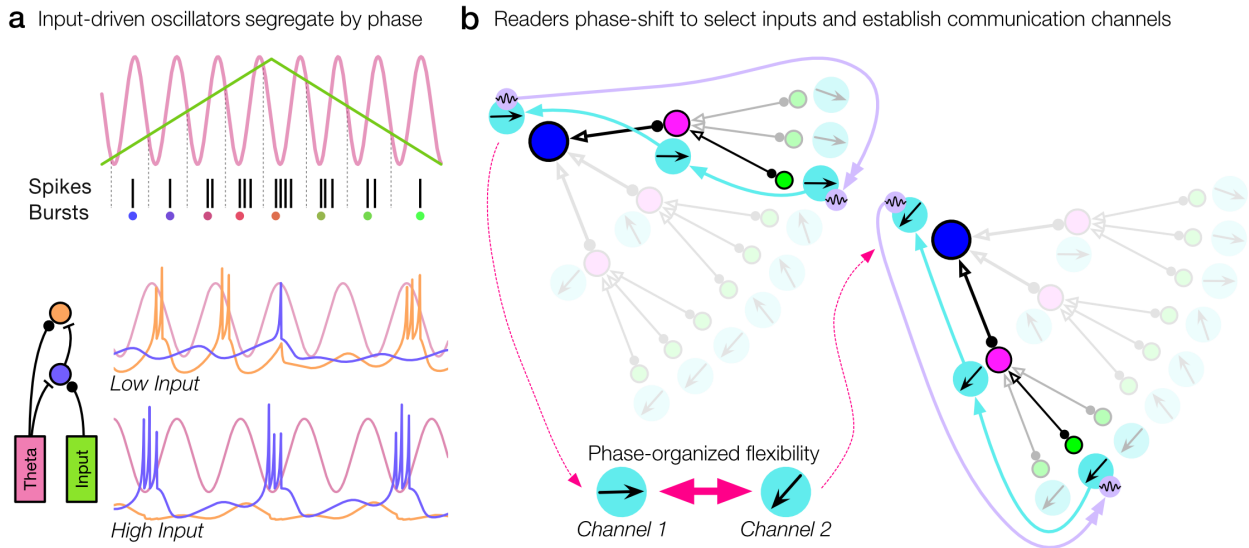 a Input-driven oscillators segregate by phase
b Readers phase-shift to select inputs and establish communication channels
Spikes
Bursts
Low Input
Theta
Input
High Input
Phase-organized flexibility
Channel 1
Channel 2